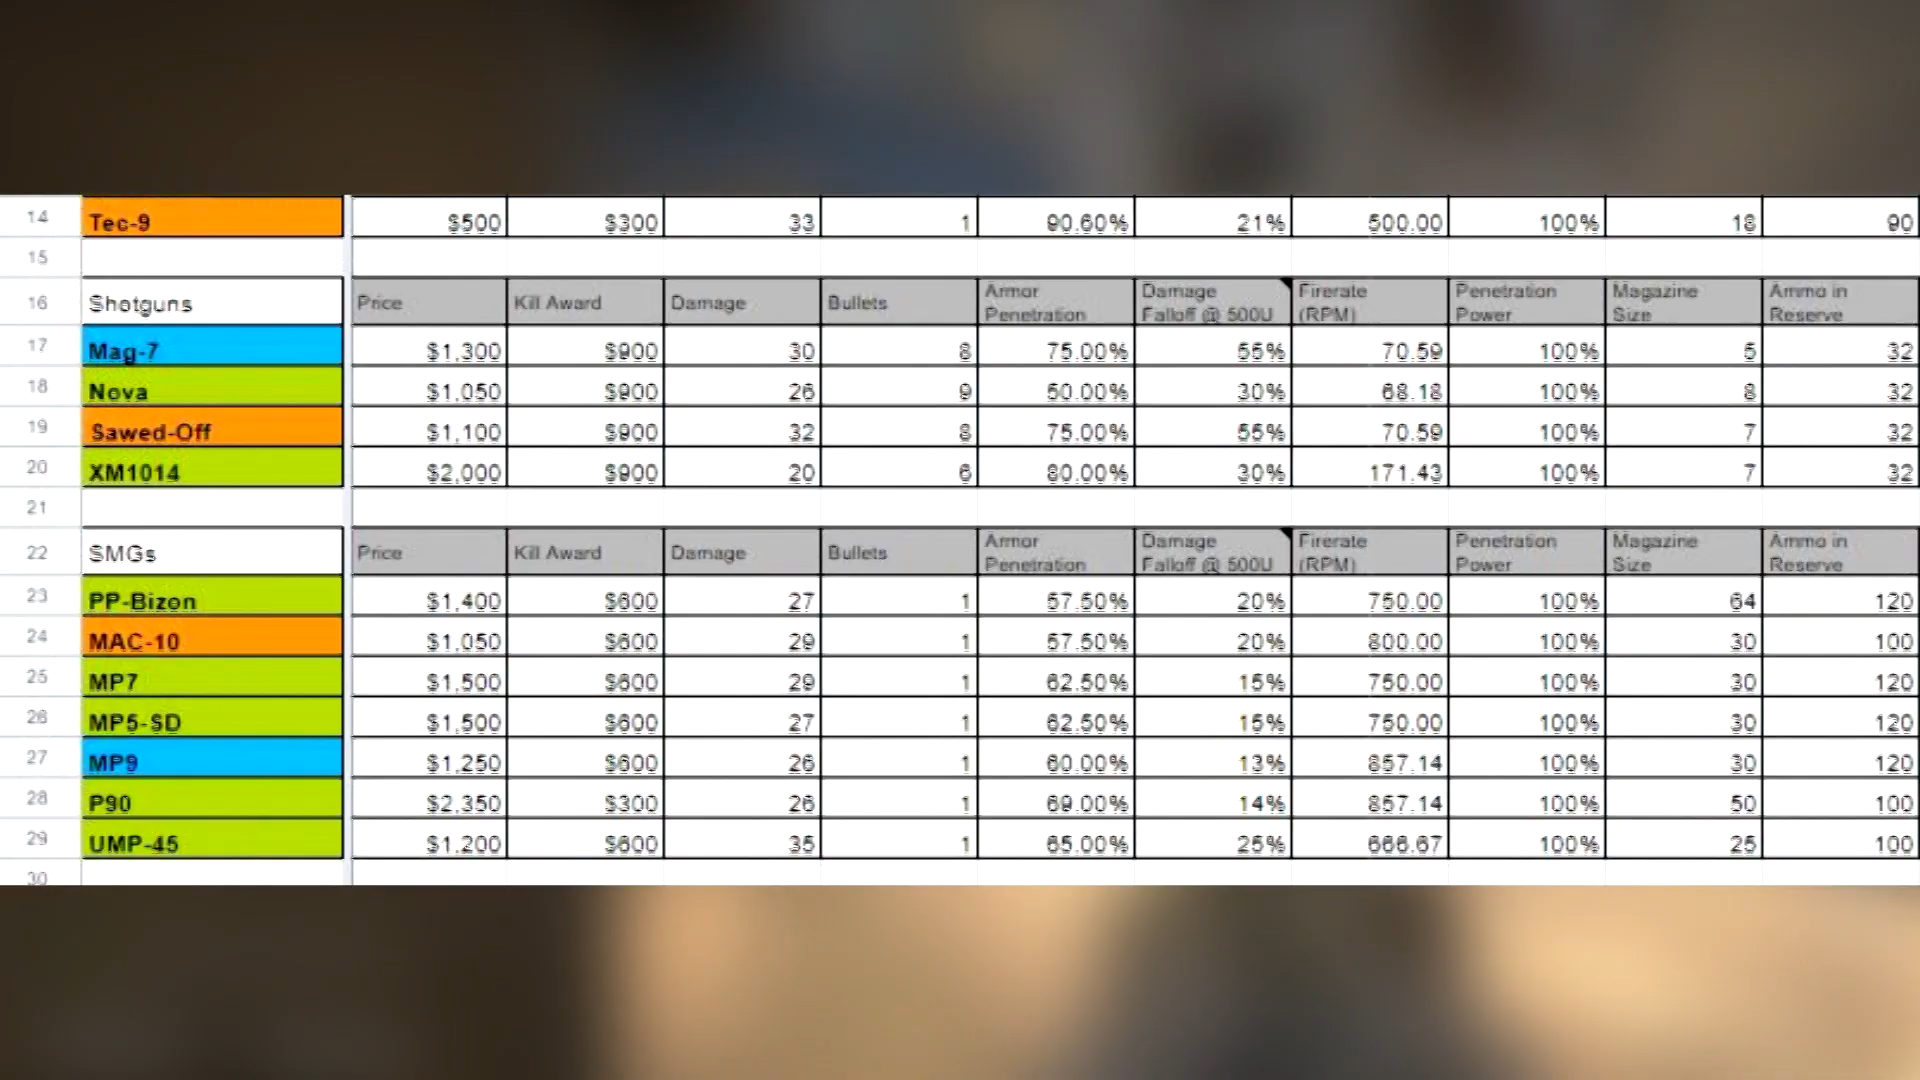 14 Tec-9 $500 $300 33 1 90.60% 21% 500.00 100% 18 90
15
16 Shotguns Price Kill Award Damage Bullets Armor Penetration Damage Falloff @ 500U Firerate (RPM) Penetration Power Magazine Size Ammo in Reserve
17 Mag-7 $1,300 $900 30 8 75.00% 55% 70.59 100% 5 32
18 Nova $1,050 $900 26 9 50.00% 30% 68.18 100% 8 32
19 Sawed-Off $1,100 $900 32 8 75.00% 55% 70.59 100% 7 32
20 XM1014 $2,000 $900 20 6 80.00% 30% 171.43 100% 7 32
21
22 SMGs Price Kill Award Damage Bullets Armor Penetration Damage Falloff @ 500U Firerate (RPM) Penetration Power Magazine Size Ammo in Reserve
23 PP-Bizon $1,400 $600 27 1 57.50% 20% 750.00 100% 64 120
24 MAC-10 $1,050 $600 29 1 57.50% 20% 800.00 100% 30 100
25 MP7 $1,500 $600 29 1 62.50% 15% 750.00 100% 30 120
26 MP5-SD $1,500 $600 27 1 62.50% 15% 750.00 100% 30 120
27 MP9 $1,250 $600 26 1 60.00% 13% 857.14 100% 30 120
28 P90 $2,350 $300 26 1 69.00% 14% 857.14 100% 50 100
29 UMP-45 $1,200 $600 35 1 65.00% 25% 666.67 100% 25 100
30